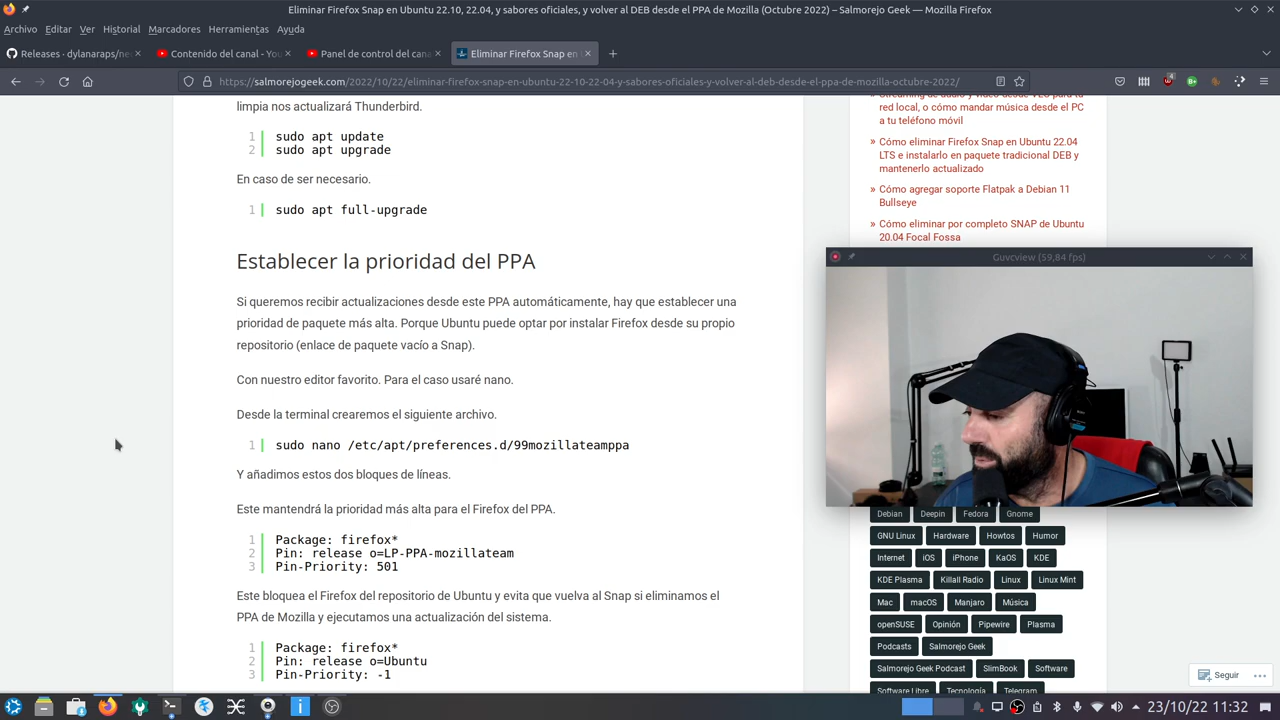 Eliminar Firefox Snap en Ubuntu 22.10, 22.04, y sabores oficiales, y volver al DEB desde el PPA de Mozilla (Octubre 2022) – Salmorejo Geek — Mozilla Firefox
Archivo Editar Ver Historial Marcadores Herramientas Ayuda
Releases · dylanaraps/ne
Contenido del canal - You
Panel de control del cana
Eliminar Firefox Snap en
https://salmorejogeek.com/2022/10/22/eliminar-firefox-snap-en-ubuntu-22-10-22-04-y-sabores-oficiales-y-volver-al-deb-desde-el-ppa-de-mozilla-octubre-2022/
limpia nos actualizará Thunderbird.
1 sudo apt update
2 sudo apt upgrade
En caso de ser necesario.
1 sudo apt full-upgrade
Establecer la prioridad del PPA
Si queremos recibir actualizaciones desde este PPA automáticamente, hay que establecer una
prioridad de paquete más alta. Porque Ubuntu puede optar por instalar Firefox desde su propio
repositorio (enlace de paquete vacío a Snap).
Con nuestro editor favorito. Para el caso usaré nano.
Desde la terminal crearemos el siguiente archivo.
1 sudo nano /etc/apt/preferences.d/99mozillateamppa
Y añadimos estos dos bloques de líneas.
Este mantendrá la prioridad más alta para el Firefox del PPA.
1 Package: firefox*
2 Pin: release o=LP-PPA-mozillateam
3 Pin-Priority: 501
Este bloquea el Firefox del repositorio de Ubuntu y evita que vuelva al Snap si eliminamos el
PPA de Mozilla y ejecutamos una actualización del sistema.
1 Package: firefox*
2 Pin: release o=Ubuntu
3 Pin-Priority: -1
» Streaming de audio y vídeo desde VLC para tu
red local, o cómo mandar música desde el PC
a tu teléfono móvil
» Cómo eliminar Firefox Snap en Ubuntu 22.04
LTS e instalarlo en paquete tradicional DEB y
mantenerlo actualizado
» Cómo agregar soporte Flatpak a Debian 11
Bullseye
» Cómo eliminar por completo SNAP de Ubuntu
20.04 Focal Fossa
Guvcview (59,84 fps)
Debian Deepin Fedora Gnome
GNU Linux Hardware Howtos Humor
Internet iOS iPhone KaOS KDE
KDE Plasma Killall Radio Linux Linux Mint
Mac macOS Manjaro Música
openSUSE Opinión Pipewire Plasma
Podcasts Salmorejo Geek
Salmorejo Geek Podcast SlimBook Software
Software Libre Tecnología Telegram
Seguir
23/10/22 11:32